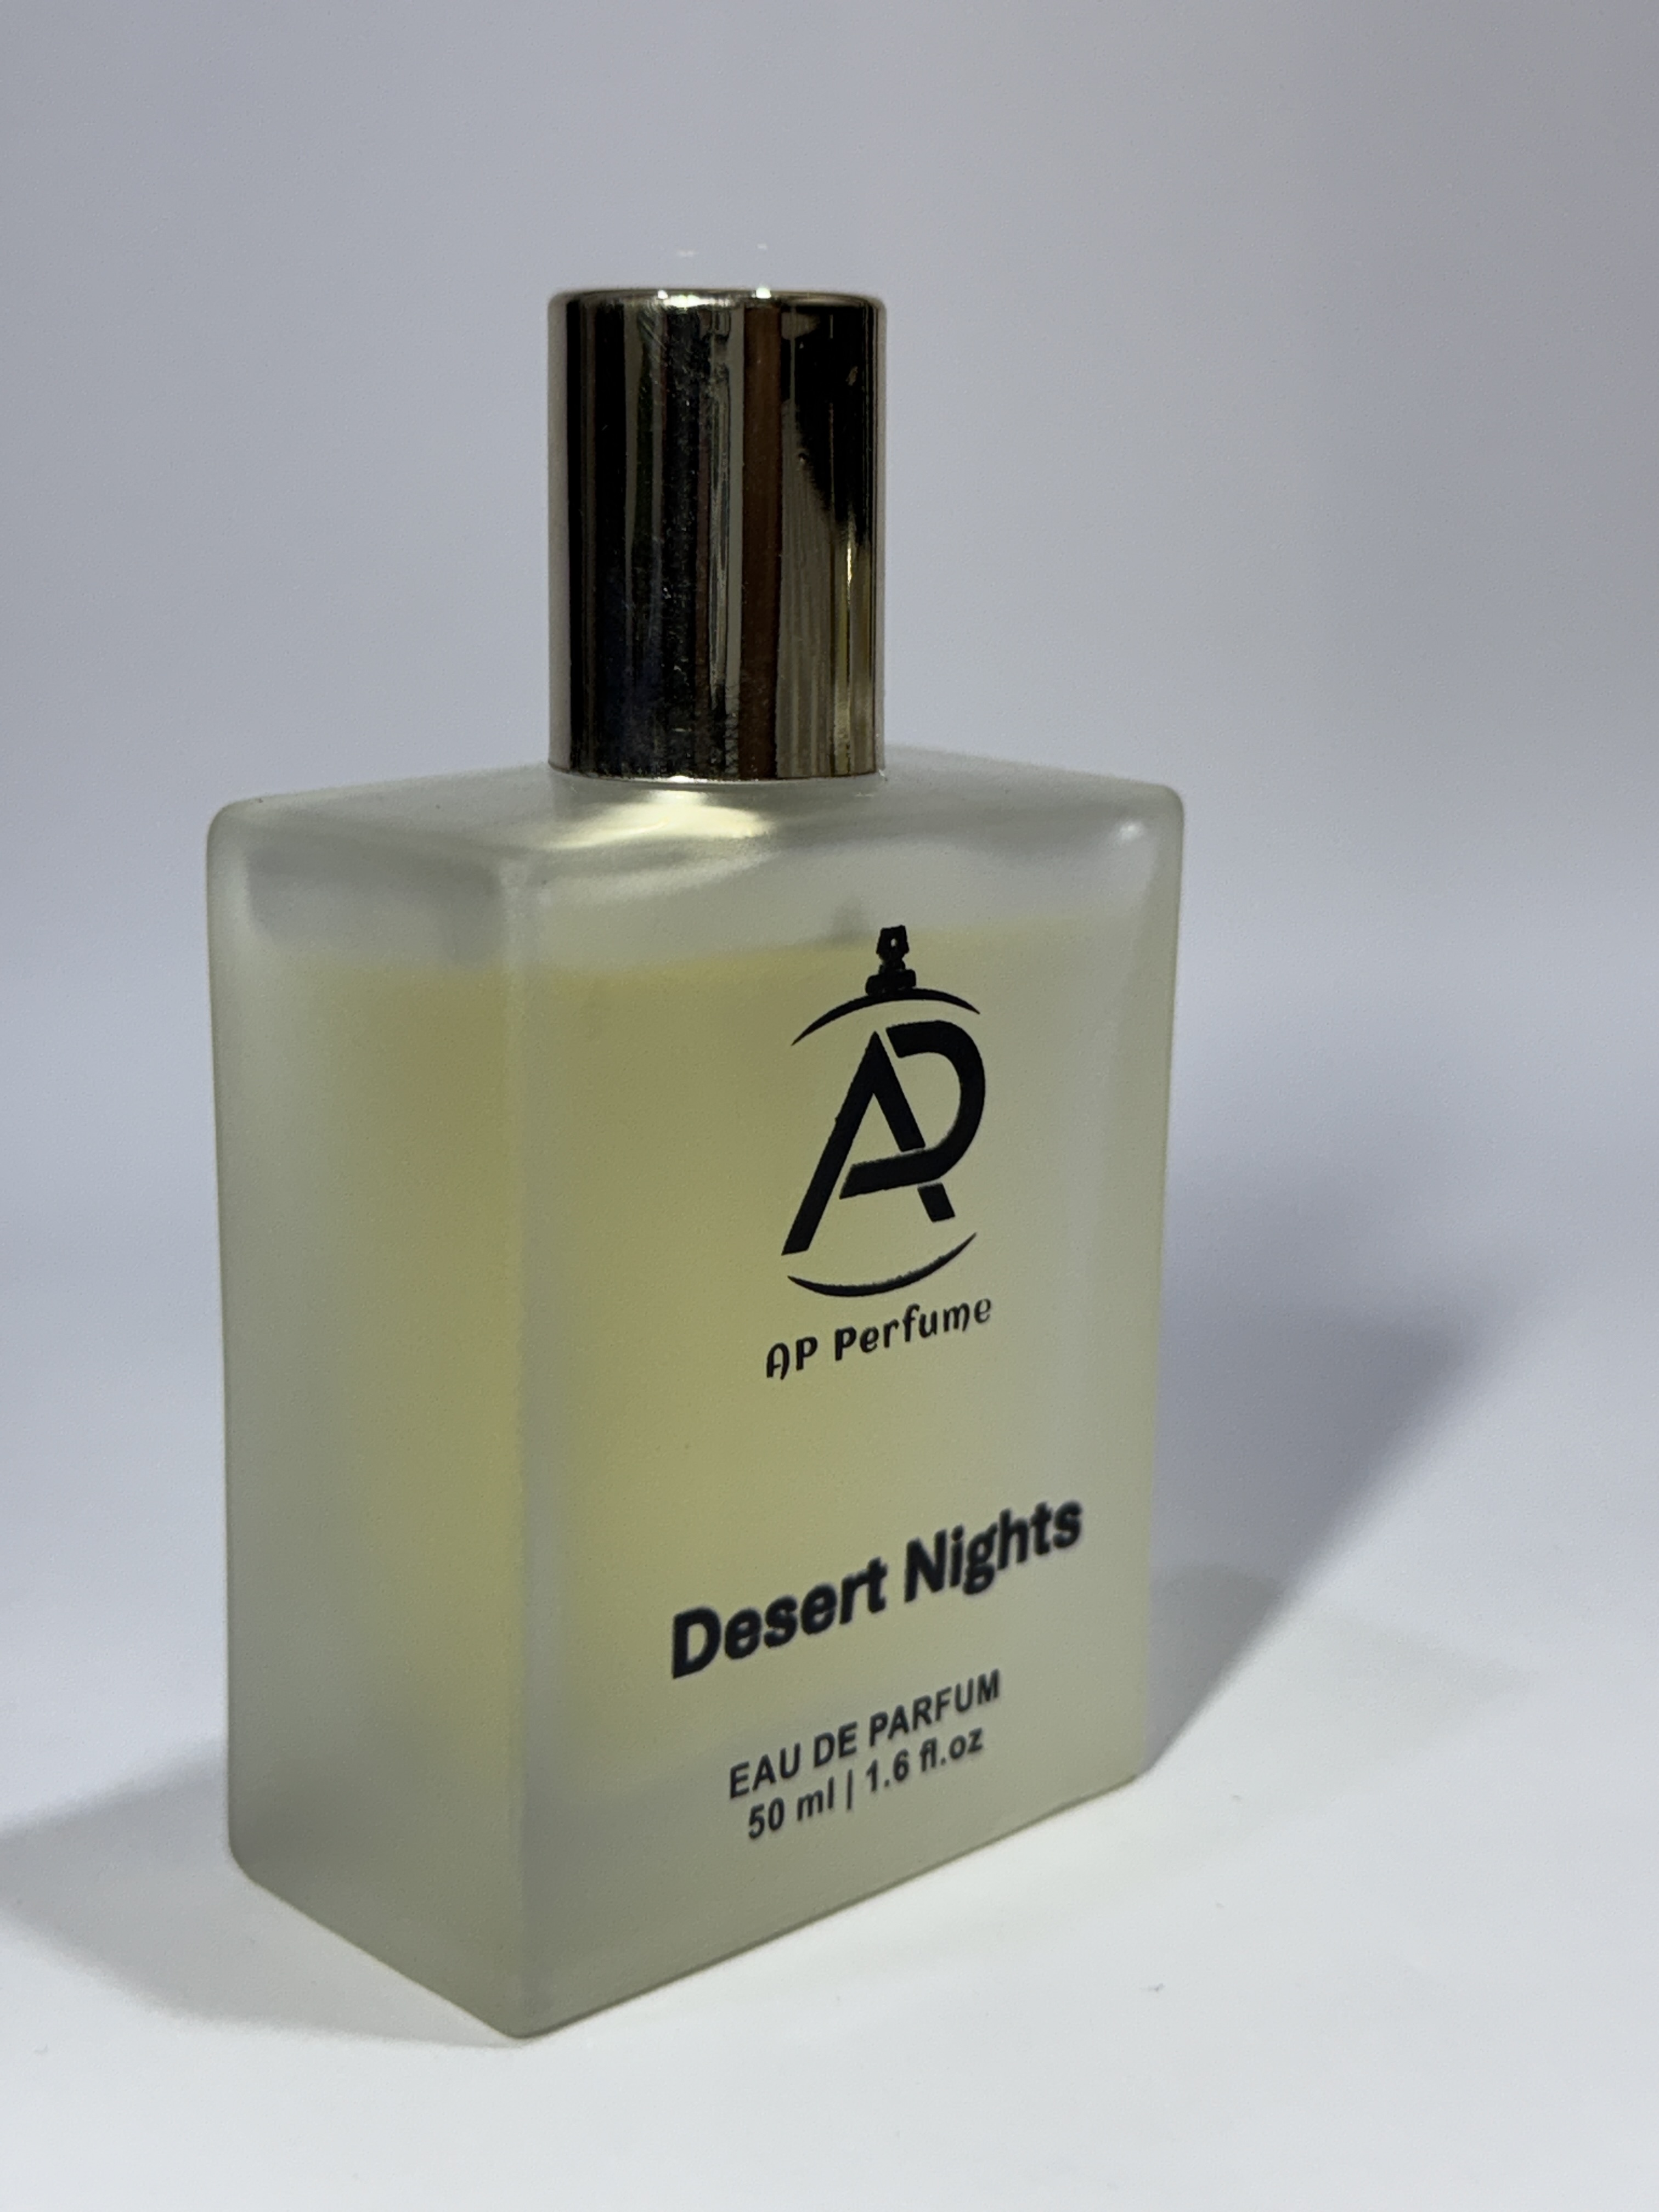 AP
AP Perfume
Desert Nights
EAU DE PARFUM
50 ml | 1.6 fl.oz